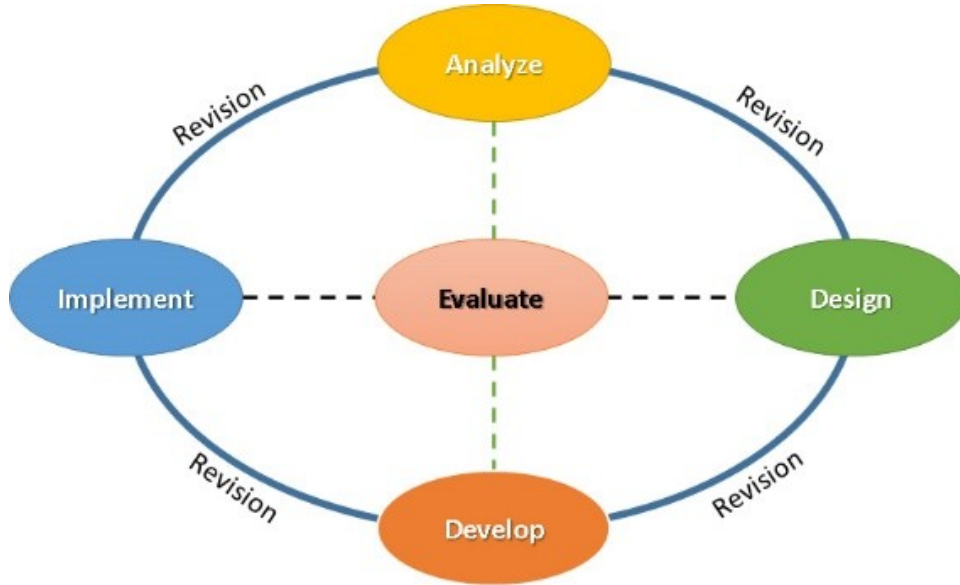 Analyze
Revision
Revision
Implement
Evaluate
Design
Revision
Revision
Develop